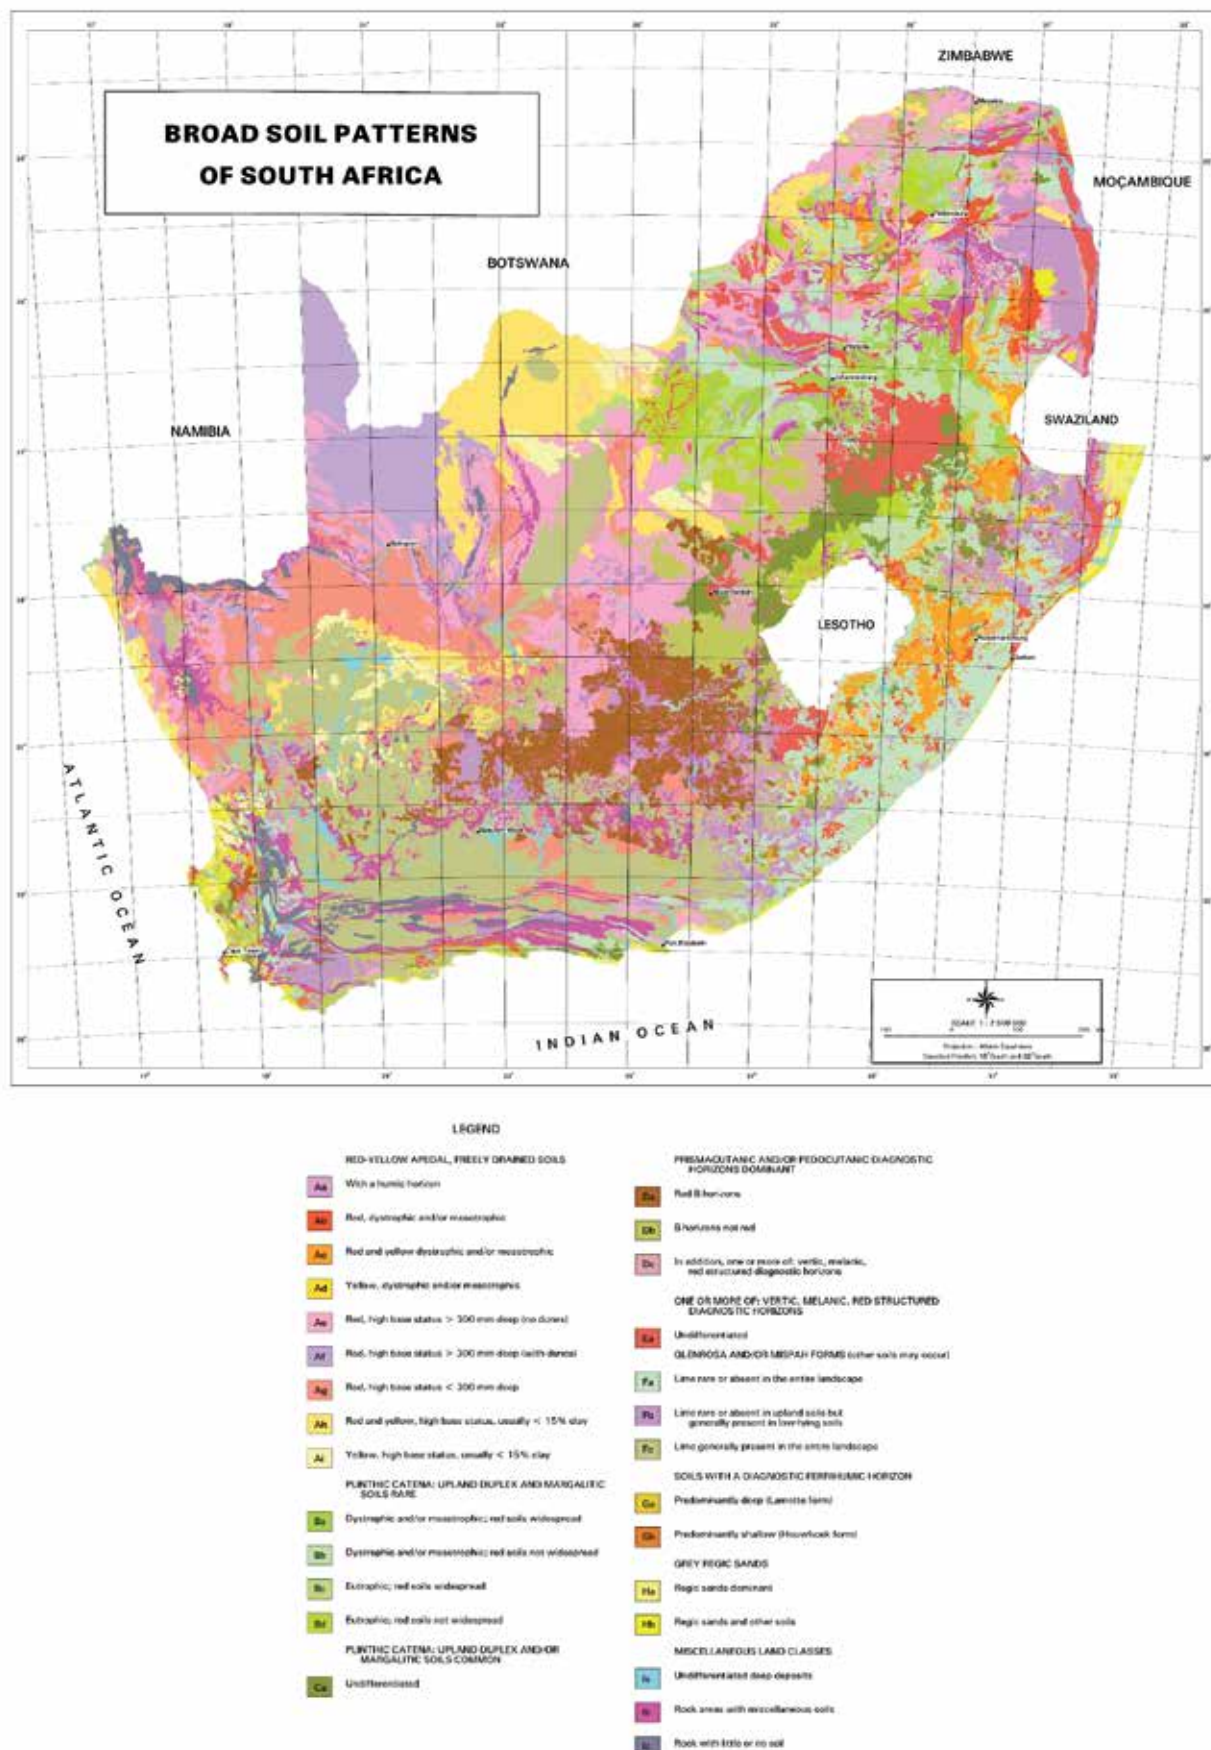 BROAD SOIL PATTERNS
OF SOUTH AFRICA
ZIMBABWE
MOÇAMBIQUE
BOTSWANA
NAMIBIA
SWAZILAND
LESOTHO
ATLANTIC OCEAN
INDIAN OCEAN
Johannesburg
Cape Town
Port Elizabeth
Durban
LEGEND
RED-YELLOW APEDAL, FREELY DRAINED SOILS
Aa With a humic horizon
Ab Red, dystrophic and/or mesotrophic
Ac Red and yellow dystrophic and/or mesotrophic
Ad Yellow, dystrophic and/or mesotrophic
Ae Red, high base status > 300 mm deep (no dunes)
Af Red, high base status > 300 mm deep (with dunes)
Ag Red, high base status < 300 mm deep
Ah Red and yellow, high base status, usually < 15% clay
Ai Yellow, high base status, usually < 15% clay
PLINTHIC CATENA: UPLAND DUPLEX AND MARGALITIC
SOILS RARE
Ba Dystrophic and/or mesotrophic; red soils widespread
Bb Dystrophic and/or mesotrophic; red soils not widespread
Bc Eutrophic; red soils widespread
Bd Eutrophic; red soils not widespread
PLINTHIC CATENA: UPLAND DUPLEX AND/OR
MARGALITIC SOILS COMMON
Ca Undifferentiated
PRISMACUTANIC AND/OR PEDOCUTANIC DIAGNOSTIC
HORIZONS DOMINANT
Da Red B horizons
Db B horizons not red
Dc In addition, one or more of: vertic, melanic,
red structured diagnostic horizons
ONE OR MORE OF: VERTIC, MELANIC, RED STRUCTURED
DIAGNOSTIC HORIZONS
Ea Undifferentiated
GLENROSA AND/OR MISPAH FORMS (other soils may occur)
Fa Lime rare or absent in the entire landscape
Fb Lime rare or absent in upland soils but
generally present in low-lying soils
Fc Lime generally present in the entire landscape
SOILS WITH A DIAGNOSTIC FERRIHUMIC HORIZON
Ga Predominantly deep (Lamotte form)
Gb Predominantly shallow (Houwhoek form)
GREY REGIC SANDS
Ha Regic sands dominant
Hb Regic sands and other soils
MISCELLANEOUS LAND CLASSES
Ia Undifferentiated deep deposits
Ib Rock areas with miscellaneous soils
Ic Rock with little or no soil